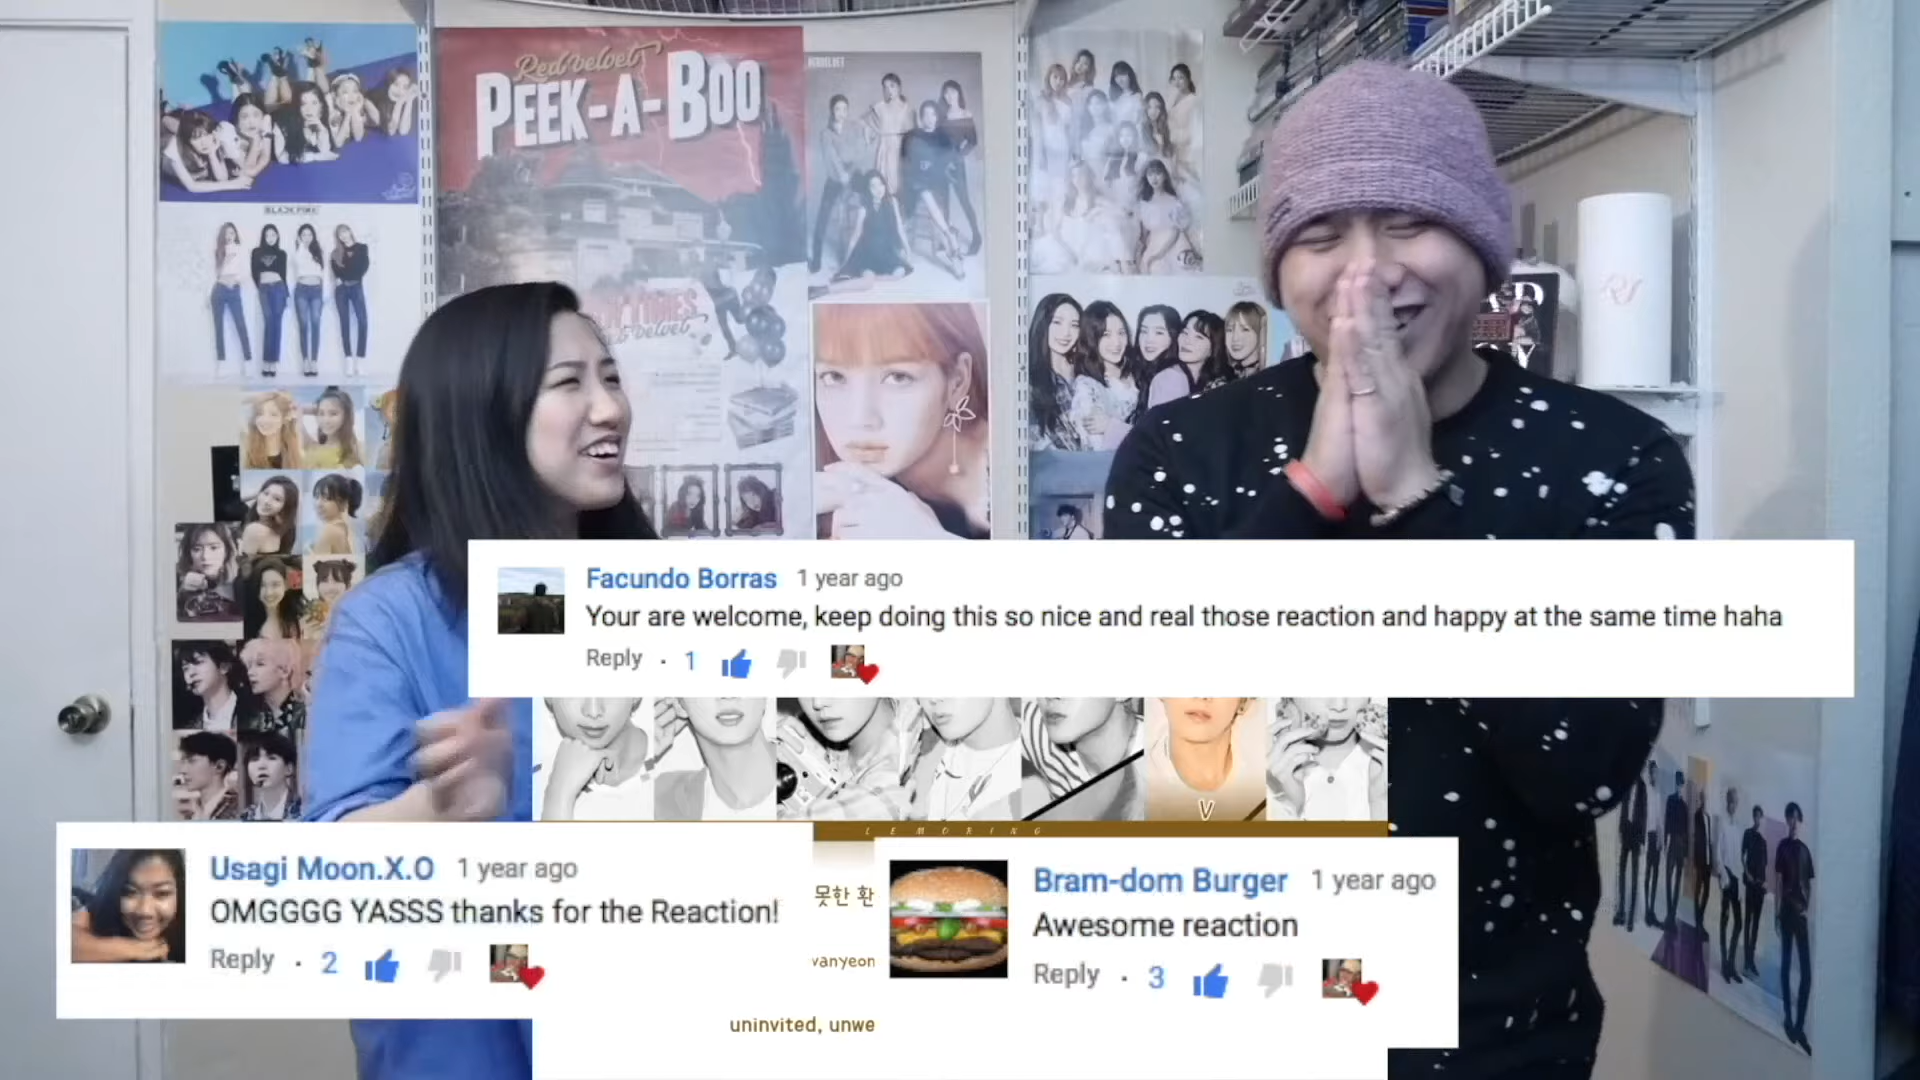 Red Velvet
PEEK-A-BOO
BLACKPINK
Facundo Borras 1 year ago
Your are welcome, keep doing this so nice and real those reaction and happy at the same time haha
Reply · 1
V
L E M O R I N G
Usagi Moon.X.O 1 year ago
OMGGGG YASSS thanks for the Reaction!
Reply · 2
못한 환
vanyeon
uninvited, unwe
Bram-dom Burger 1 year ago
Awesome reaction
Reply · 3